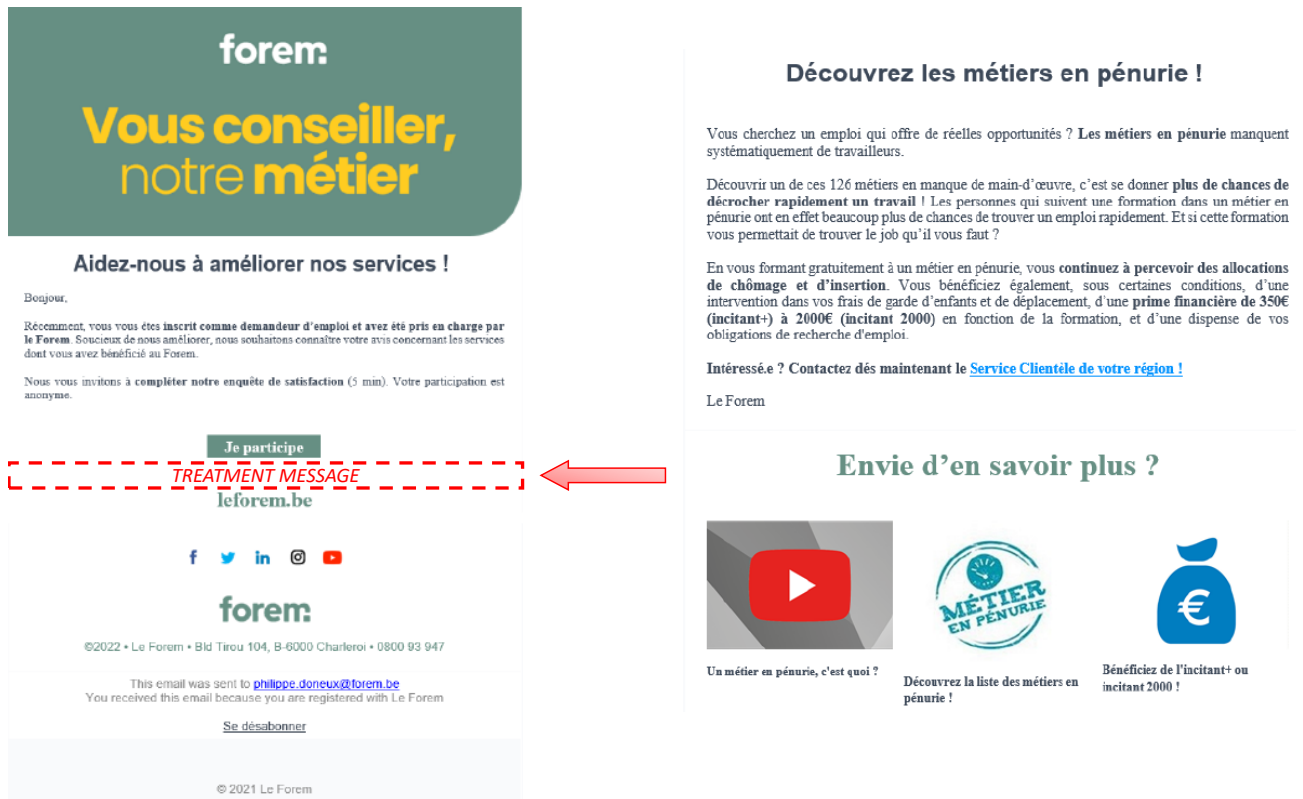 forem
Vous conseiller,
notre métier
Aidez-nous à améliorer nos services !
Bonjour,
Récemment, vous vous êtes inscrit comme demandeur d'emploi et avez été pris en charge par
le Forem. Soucieux de nous améliorer, nous souhaitons connaître votre avis concernant les services
dont vous avez bénéficié au Forem.
Nous vous invitons à compléter notre enquête de satisfaction (5 min). Votre participation est
anonyme.
Je participe
TREATMENT MESSAGE
leforem.be
forem
©2022 • Le Forem • Bld Tirou 104, B-6000 Charleroi • 0800 93 947
This email was sent to philippe.doneux@forem.be
You received this email because you are registered with Le Forem
Se désabonner
© 2021 Le Forem
Découvrez les métiers en pénurie !
Vous cherchez un emploi qui offre de réelles opportunités ? Les métiers en pénurie manquent
systématiquement de travailleurs.
Découvrir un de ces 126 métiers en manque de main-d'œuvre, c'est se donner plus de chances de
décrocher rapidement un travail ! Les personnes qui suivent une formation dans un métier en
pénurie ont en effet beaucoup plus de chances de trouver un emploi rapidement. Et si cette formation
vous permettait de trouver le job qu'il vous faut ?
En vous formant gratuitement à un métier en pénurie, vous continuez à percevoir des allocations
de chômage et d'insertion. Vous bénéficiez également, sous certaines conditions, d'une
intervention dans vos frais de garde d'enfants et de déplacement, d'une prime financière de 350€
(incitant+) à 2000€ (incitant 2000) en fonction de la formation, et d'une dispense de vos
obligations de recherche d'emploi.
Intéressé.e ? Contactez dès maintenant le Service Clientèle de votre région !
Le Forem
Envie d'en savoir plus ?
MÉTIER
EN PÉNURIE
€
Un métier en pénurie, c'est quoi ?
Découvrez la liste des métiers en
pénurie !
Bénéficiez de l'incitant+ ou
incitant 2000 !